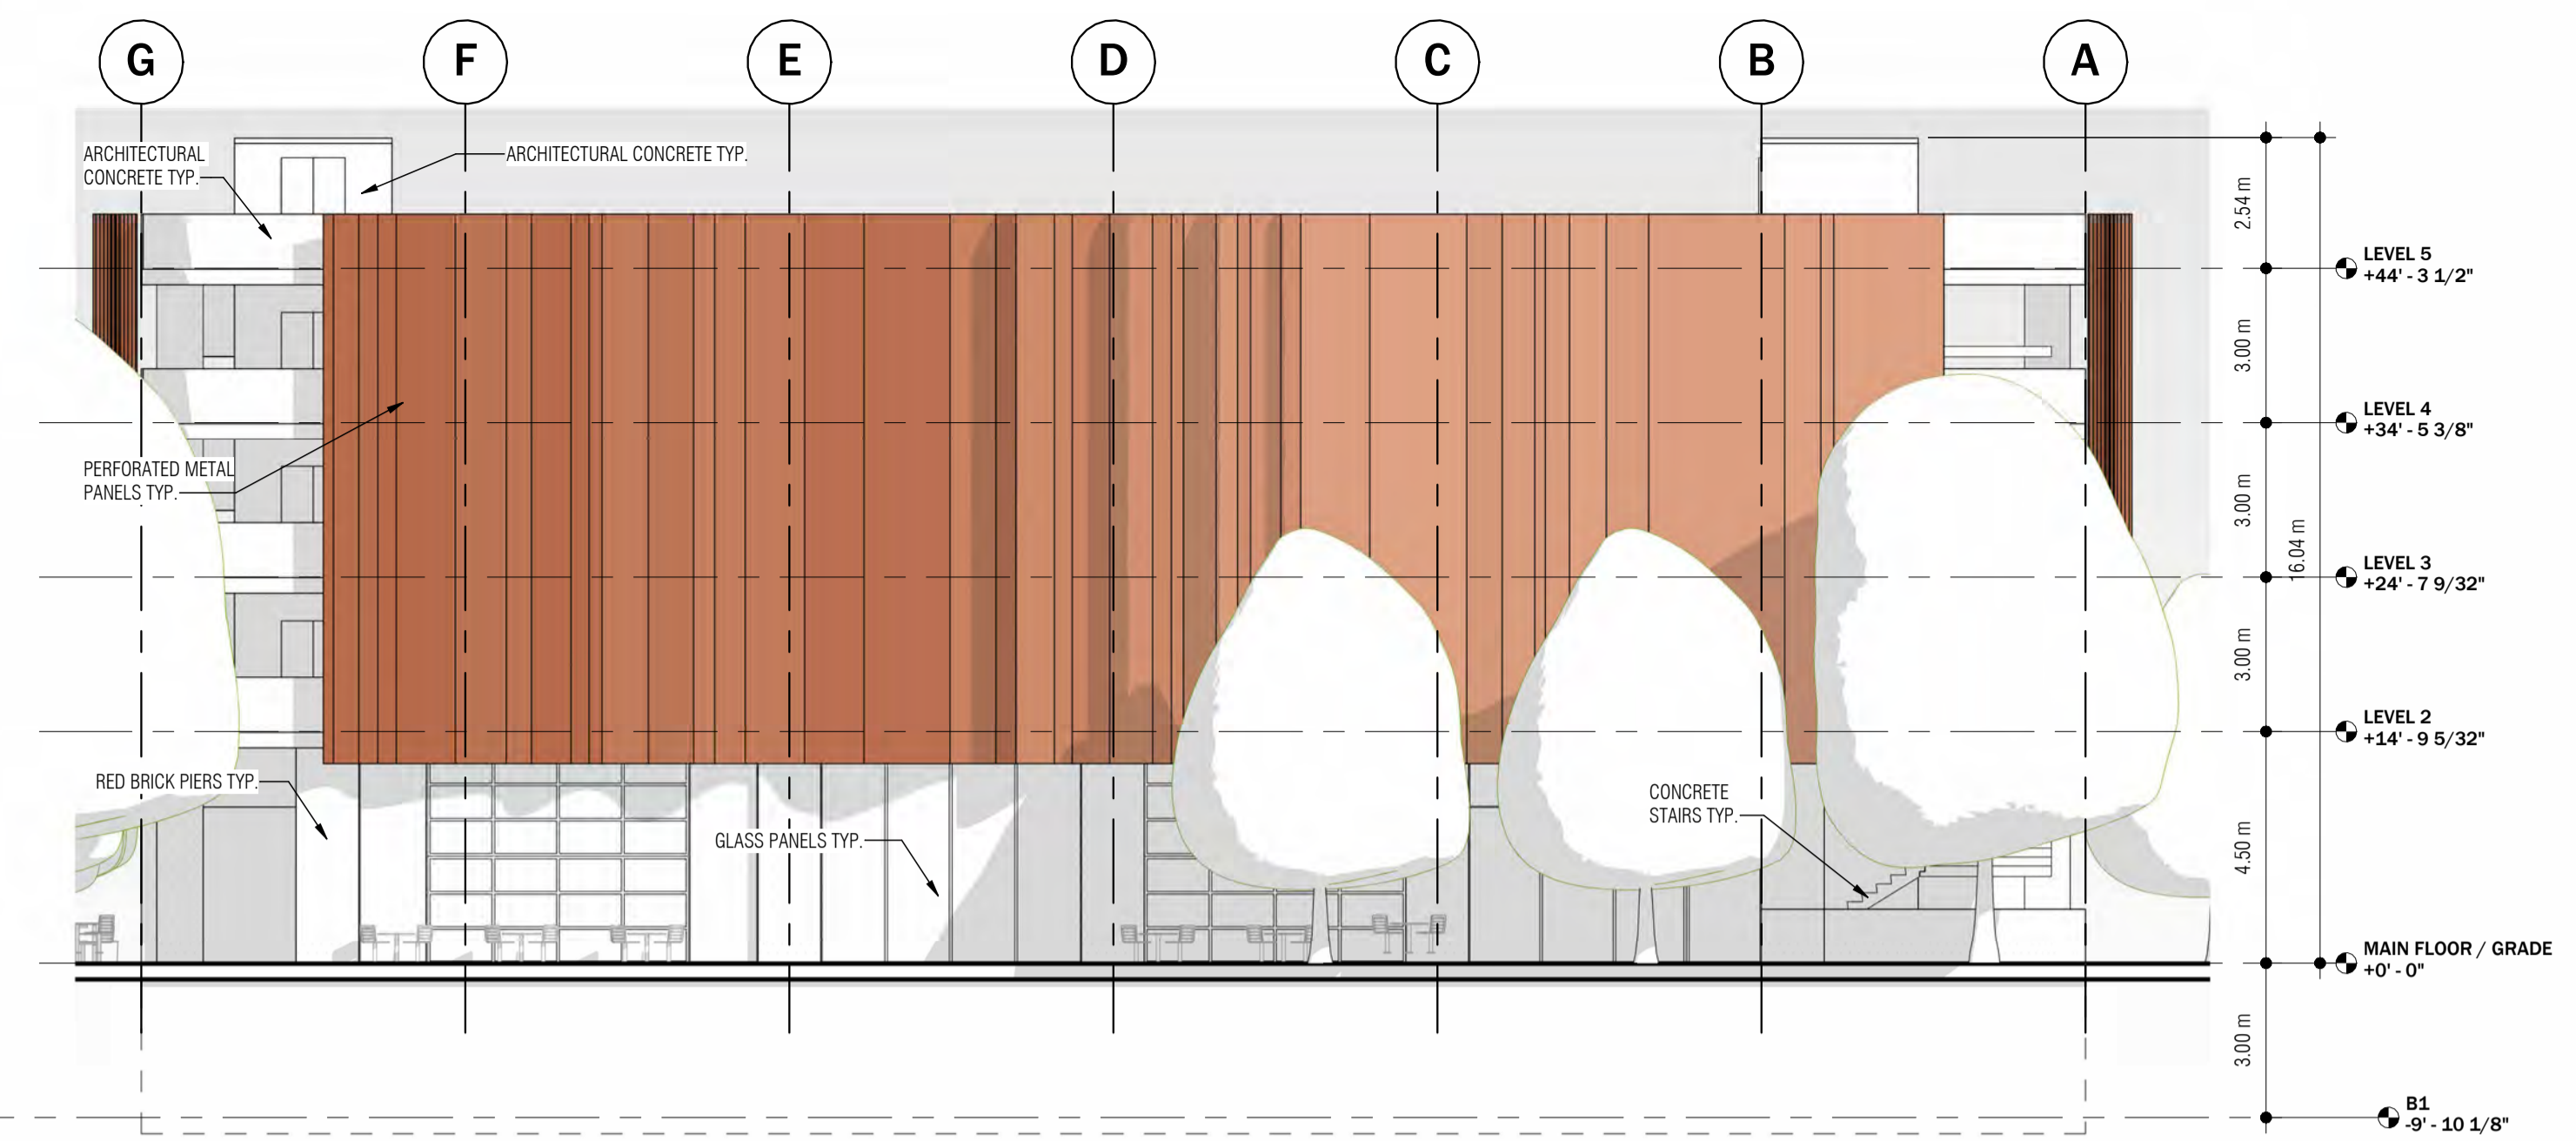 G
F
E
D
C
B
A
ARCHITECTURAL
CONCRETE TYP.
ARCHITECTURAL CONCRETE TYP.
2.54 m
LEVEL 5
+44' - 3 1/2"
3.00 m
LEVEL 4
+34' - 5 3/8"
PERFORATED METAL
PANELS TYP.
3.00 m
16.04 m
LEVEL 3
+24' - 7 9/32"
3.00 m
LEVEL 2
+14' - 9 5/32"
RED BRICK PIERS TYP.
GLASS PANELS TYP.
CONCRETE
STAIRS TYP.
4.50 m
MAIN FLOOR / GRADE
+0' - 0"
3.00 m
B1
-9' - 10 1/8"